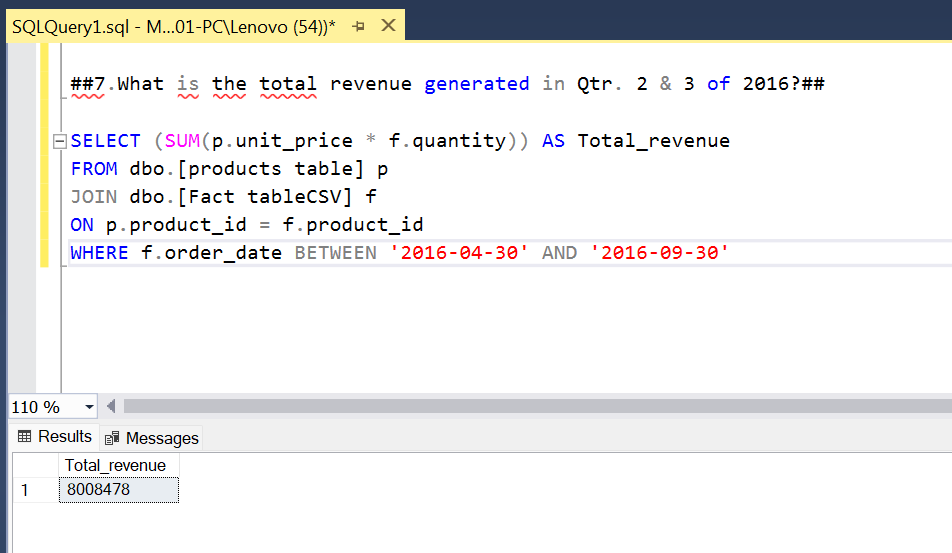 SQLQuery1.sql - M...01-PC\Lenovo (54))*
##7.What is the total revenue generated in Qtr. 2 & 3 of 2016?##
SELECT (SUM(p.unit_price * f.quantity)) AS Total_revenue
FROM dbo.[products table] p
JOIN dbo.[Fact tableCSV] f
ON p.product_id = f.product_id
WHERE f.order_date BETWEEN '2016-04-30' AND '2016-09-30'
110 %
Results Messages
Total_revenue
1 8008478